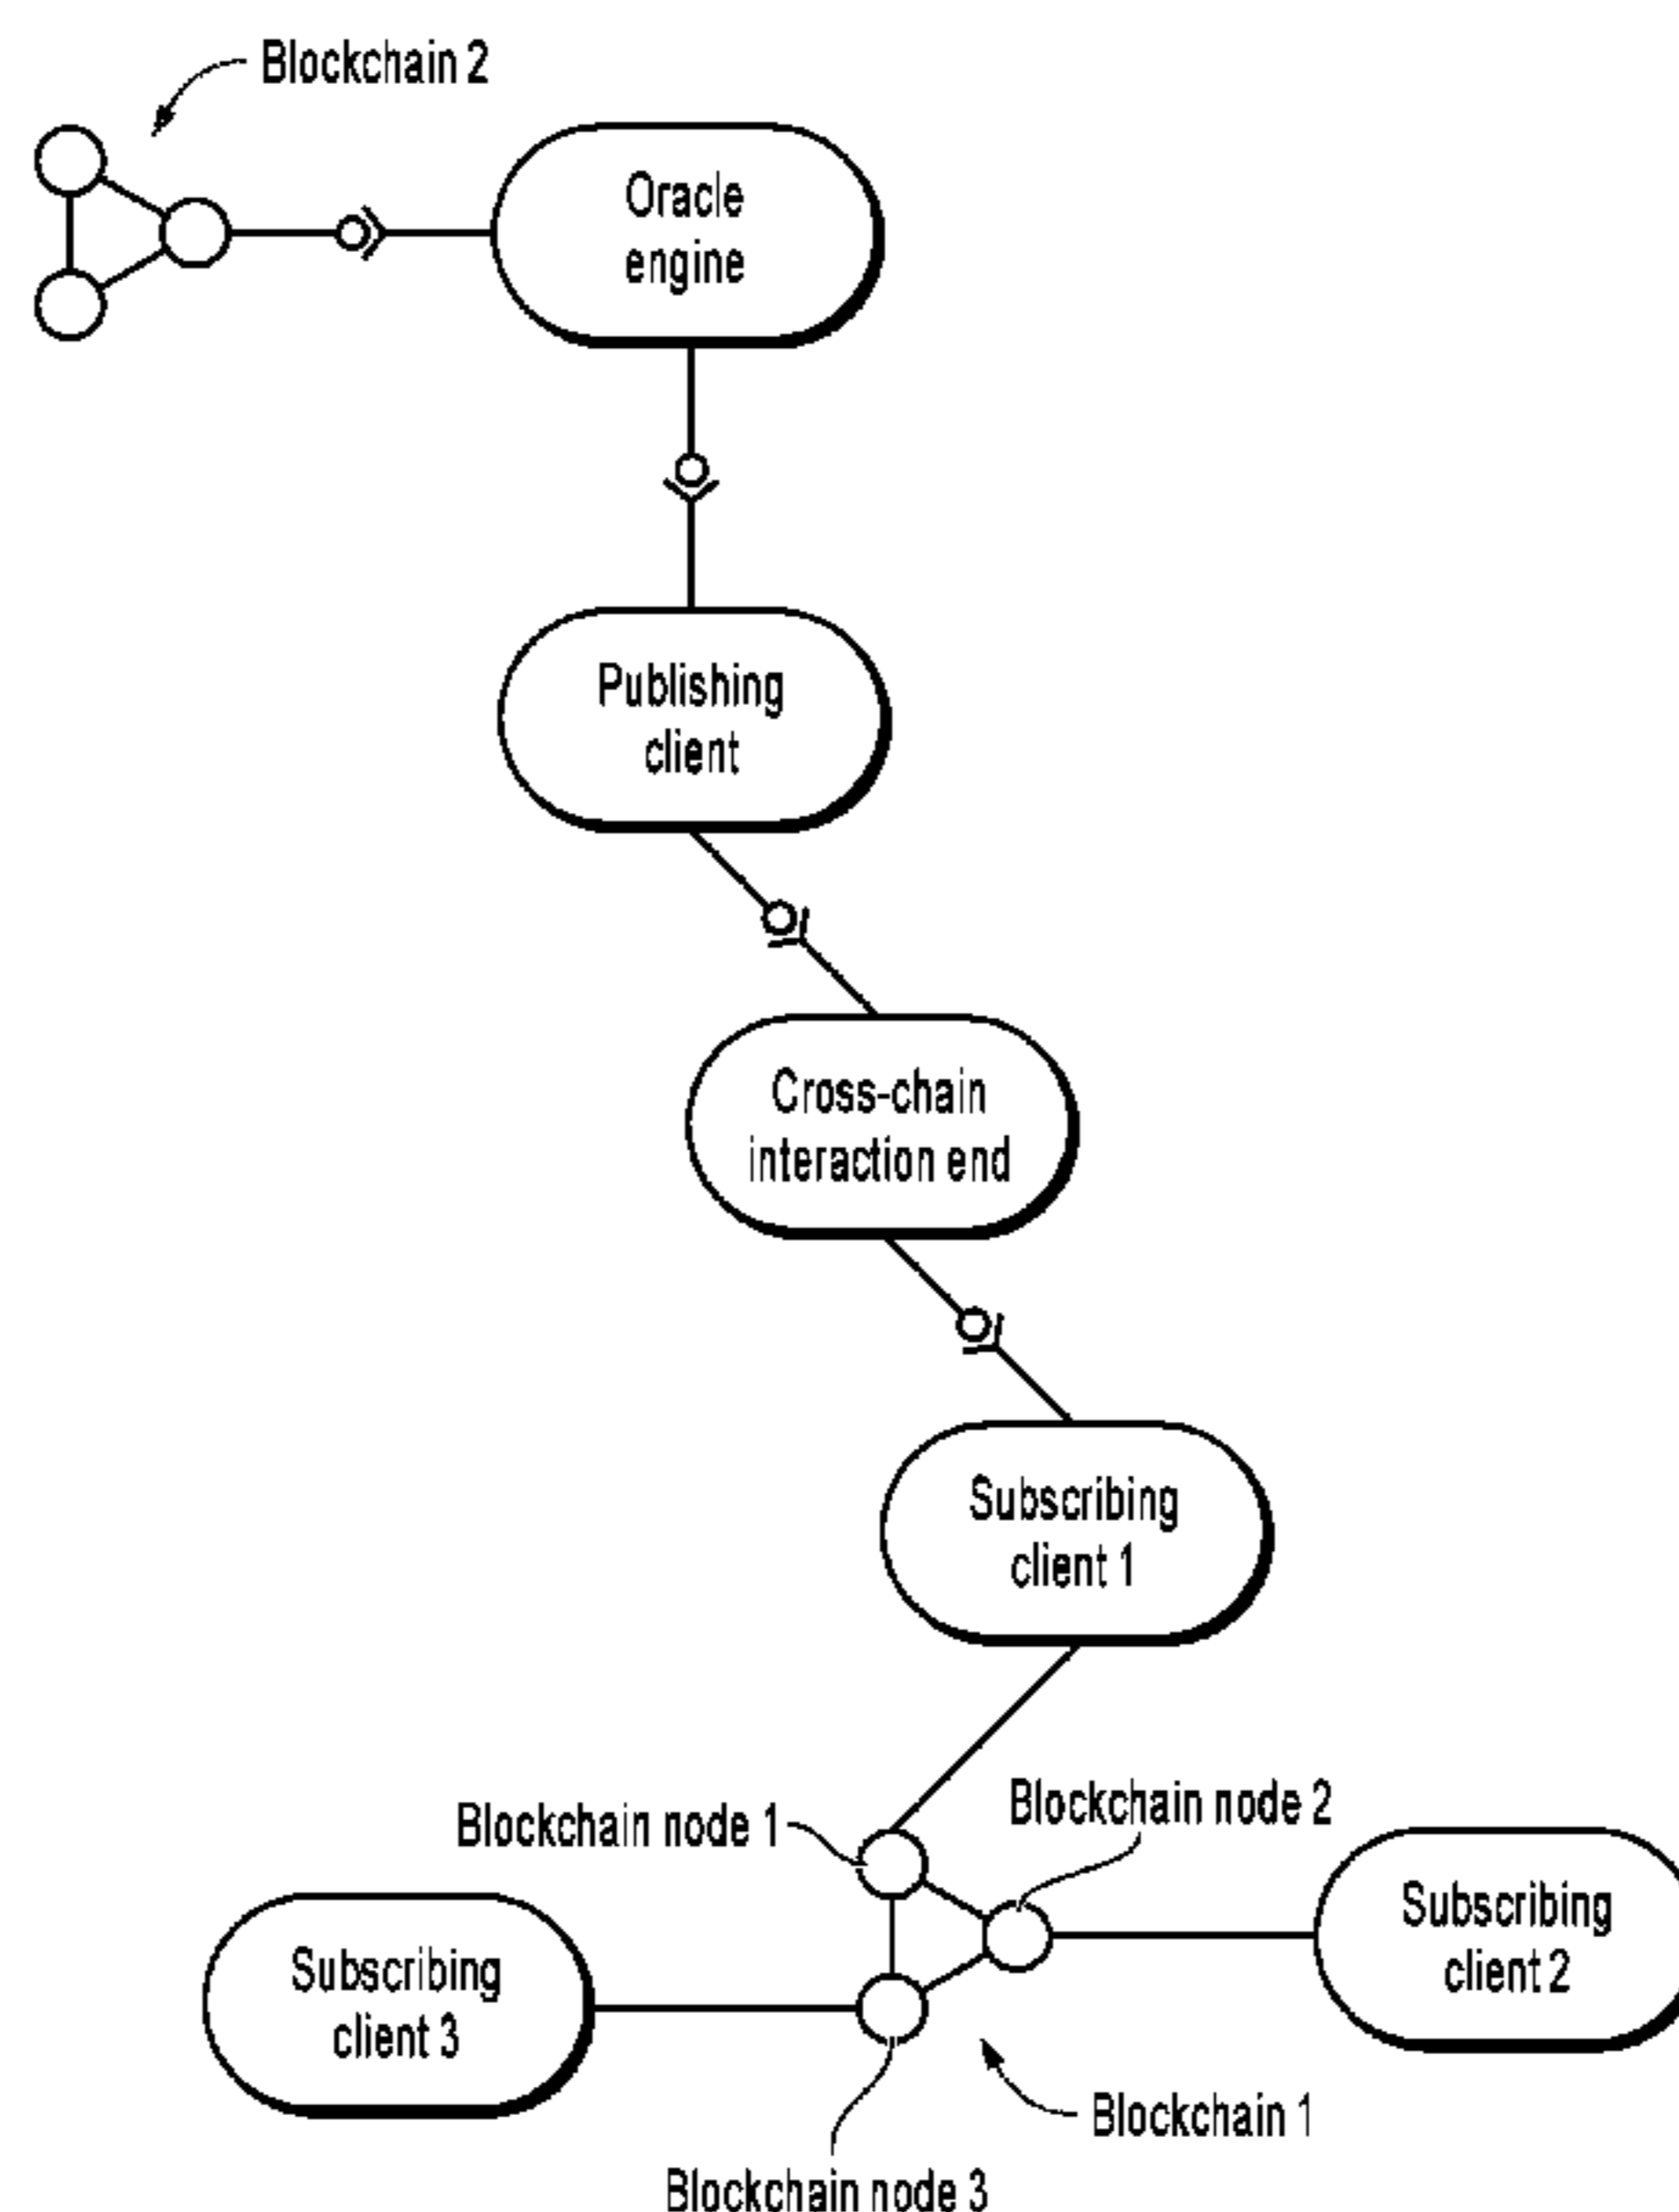 Blockchain 2
Oracle
engine
Publishing
client
Cross-chain
interaction end
Subscribing
client 1
Blockchain node 1
Blockchain node 2
Subscribing
client 2
Subscribing
client 3
Blockchain 1
Blockchain node 3